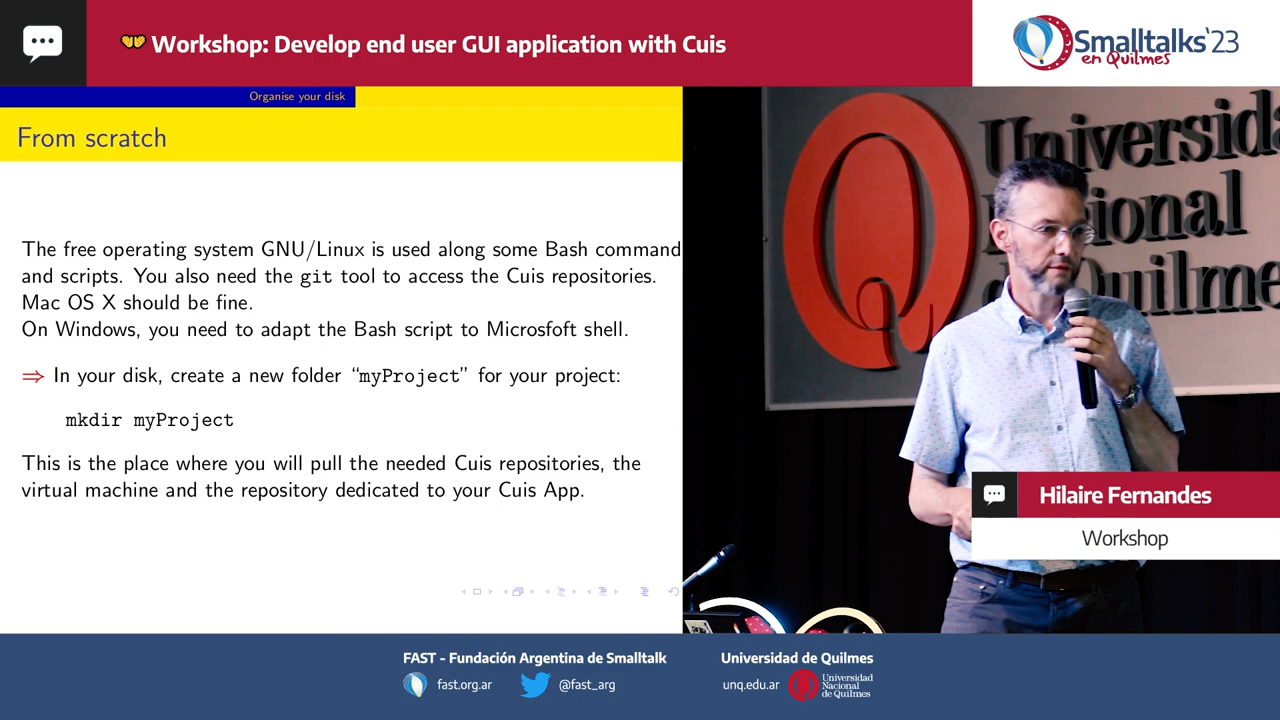 Workshop: Develop end user GUI application with Cuis
Smalltalks'23
en Quilmes
Organise your disk
From scratch
The free operating system GNU/Linux is used along some Bash command
and scripts. You also need the git tool to access the Cuis repositories.
Mac OS X should be fine.
On Windows, you need to adapt the Bash script to Microsfoft shell.
⇒ In your disk, create a new folder “myProject” for your project:
mkdir myProject
This is the place where you will pull the needed Cuis repositories, the
virtual machine and the repository dedicated to your Cuis App.
Hilaire Fernandes
Workshop
FAST - Fundación Argentina de Smalltalk
fast.org.ar
@fast_arg
Universidad de Quilmes
unq.edu.ar
Universidad
Nacional
de Quilmes